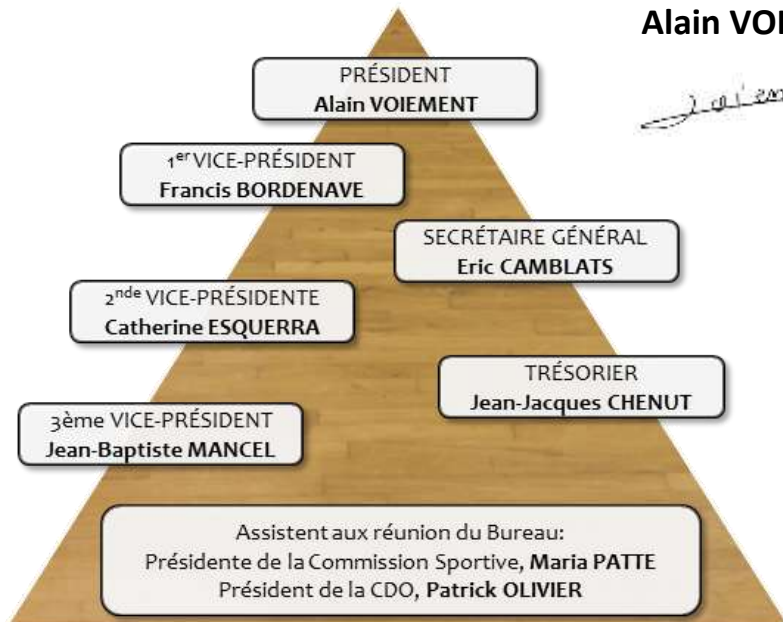 Alain
PRÉSIDENT
Alain VOIEMENT
1er VICE-PRÉSIDENT
Francis BORDENAVE
SECRÉTAIRE GÉNÉRAL
Eric CAMBLATS
2nde VICE-PRÉSIDENTE
Catherine ESQUERRA
TRÉSORIER
Jean-Jacques CHENUT
3ème VICE-PRÉSIDENT
Jean-Baptiste MANCEL
Assistent aux réunion du Bureau:
Présidente de la Commission Sportive, Maria PATTE
Président de la CDO, Patrick OLIVIER